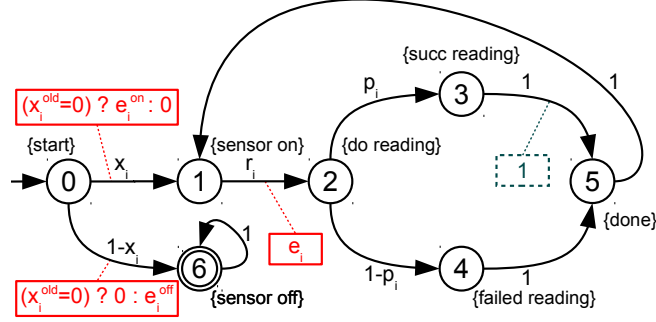 {succ reading}
1
1
(x_i^old=0) ? e_i^on : 0
p_i
3
{start}
{sensor on}
{do reading}
0
x_i
1
r_i
2
1
5
1-x_i
1
e_i
{done}
6
1-p_i
4
1
(x_i^old=0) ? 0 : e_i^off
{sensor off}
{failed reading}